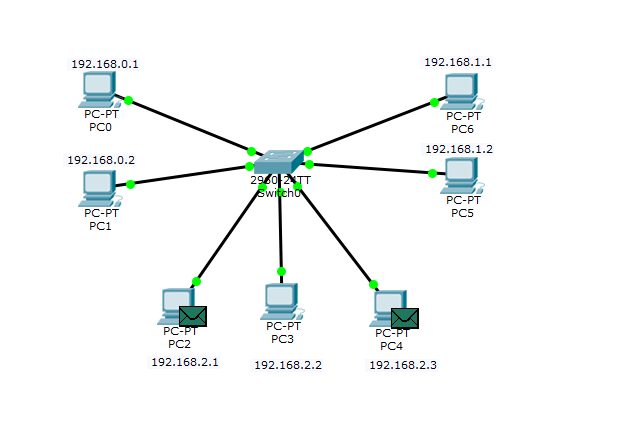 192.168.0.1
PC-PT
PC0
192.168.1.1
PC-PT
PC6
192.168.0.2
PC-PT
PC1
2960-24TT
Switch0
192.168.1.2
PC-PT
PC5
PC-PT
PC2
192.168.2.1
PC-PT
PC3
192.168.2.2
PC-PT
PC4
192.168.2.3